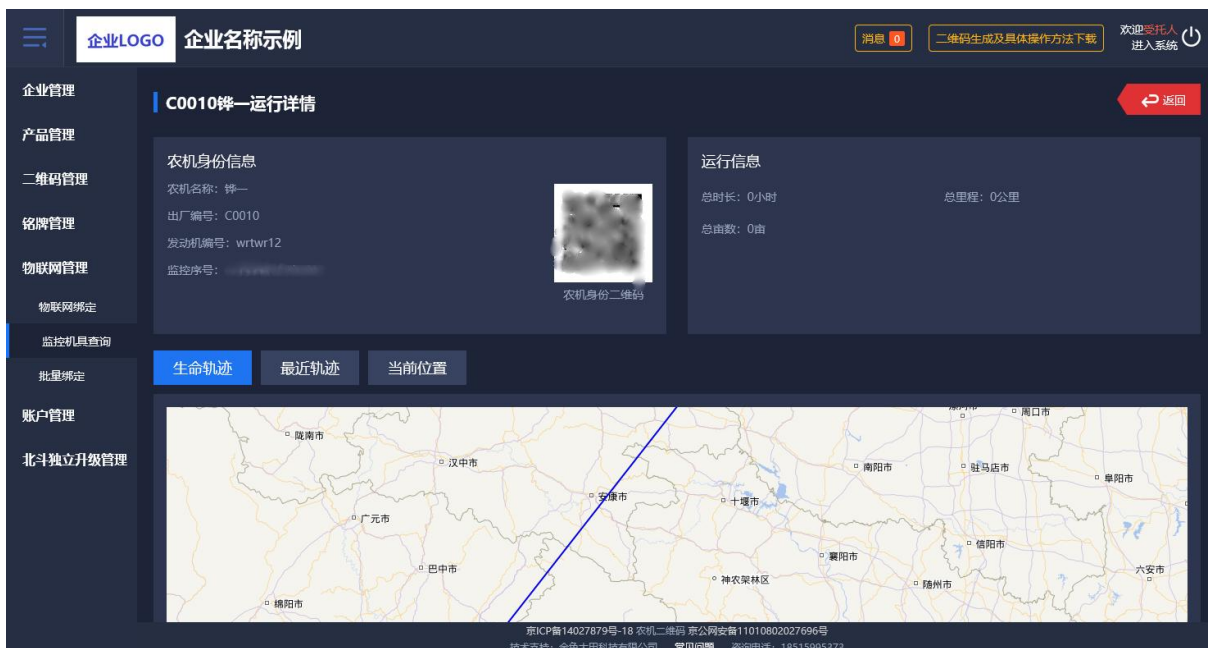 企业LOGO 企业名称示例 消息 0 二维码生成及具体操作方法下载 欢迎受托人
进入系统
企业管理
产品管理
二维码管理
铭牌管理
物联网管理
物联网绑定
监控机具查询
批量绑定
账户管理
北斗独立升级管理
C0010铧一运行详情 返回
农机身份信息
农机名称：铧一
出厂编号：C0010
发动机编号：wrtwr12
监控序号：
农机身份二维码
运行信息
总时长：0小时 总里程：0公里
总亩数：0亩
生命轨迹 最近轨迹 当前位置
周口市
陇南市
汉中市
南阳市
驻马店市
阜阳市
安康市
十堰市
广元市
信阳市
襄阳市
巴中市
神农架林区
随州市
六安市
绵阳市
京ICP备14027879号-18 农机二维码 京公网安备11010802027696号
常见问题 咨询电话：18515995373